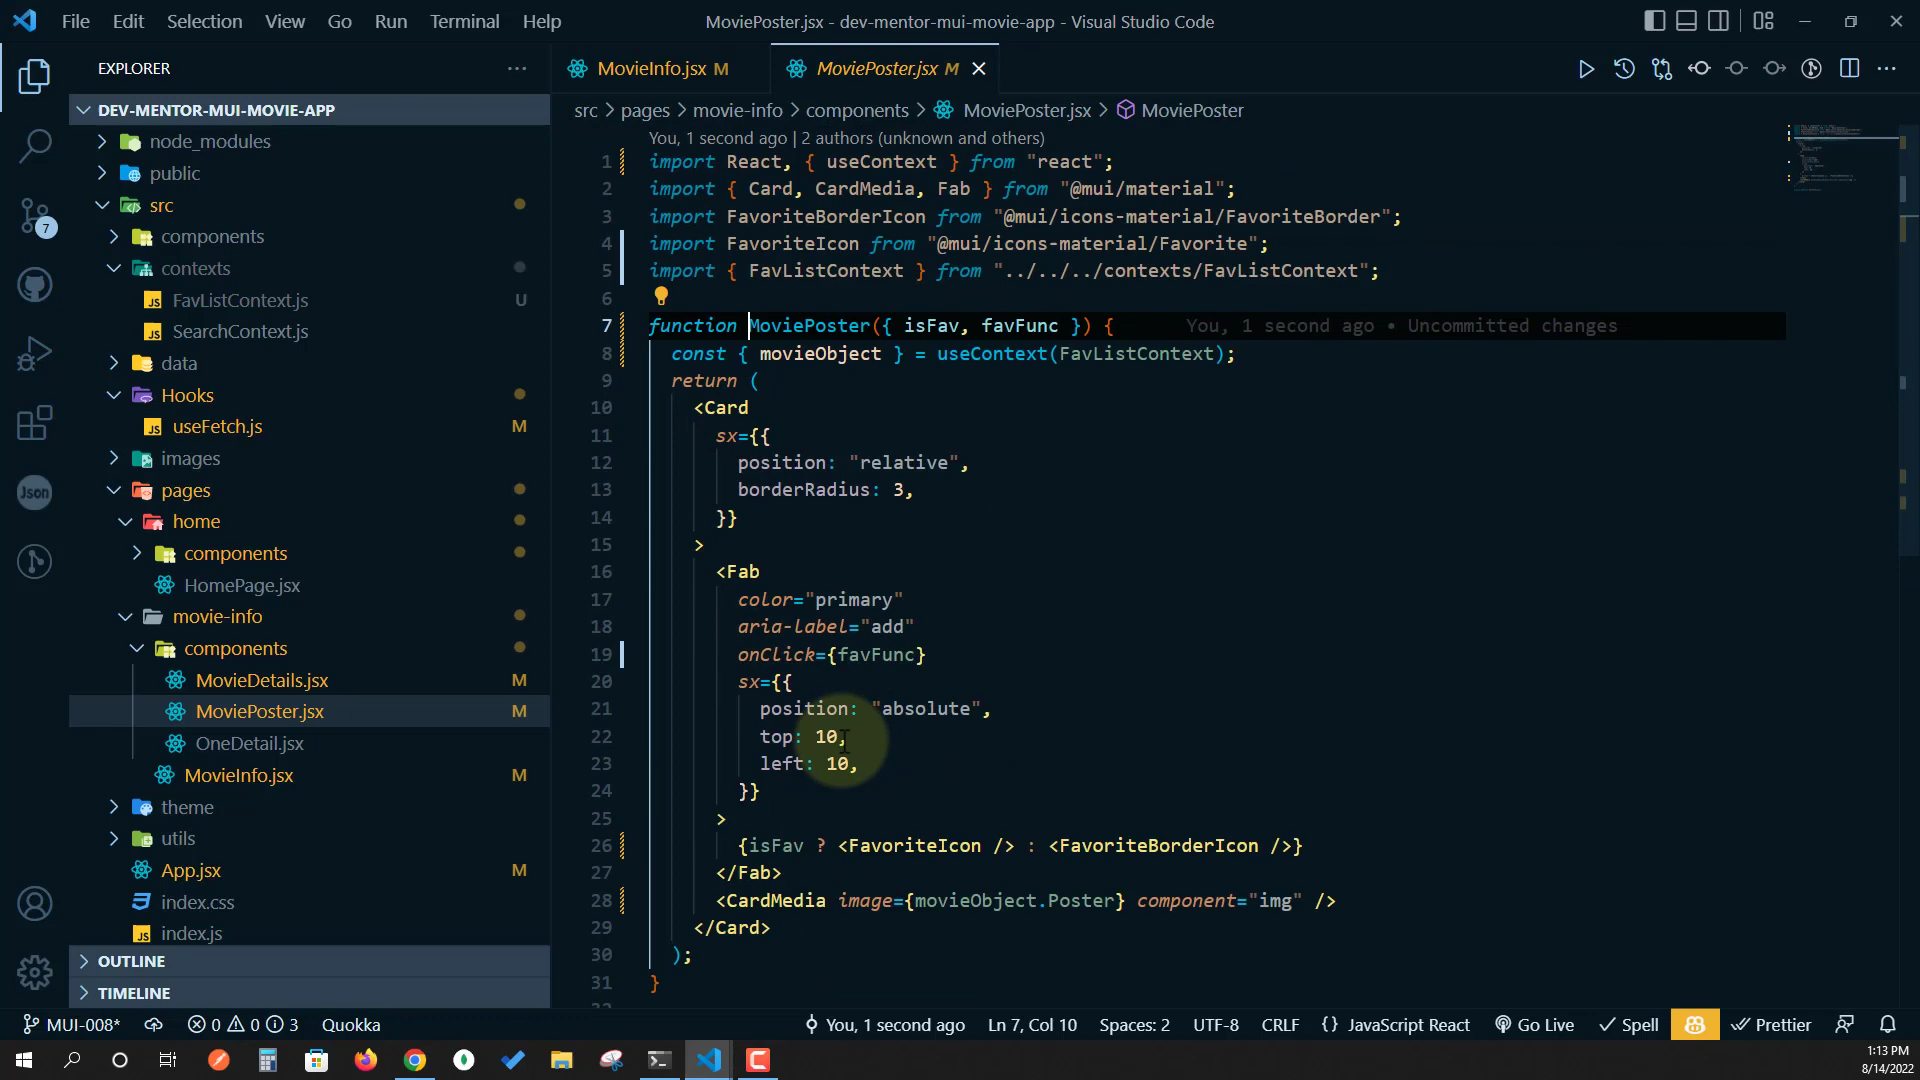 File Edit Selection View Go Run Terminal Help
MoviePoster.jsx - dev-mentor-mui-movie-app - Visual Studio Code
EXPLORER
DEV-MENTOR-MUI-MOVIE-APP
node_modules
public
src
components
contexts
FavListContext.js U
SearchContext.js
data
Hooks
useFetch.js M
images
pages
home
components
HomePage.jsx
movie-info
components
MovieDetails.jsx M
MoviePoster.jsx M
OneDetail.jsx
MovieInfo.jsx M
theme
utils
App.jsx M
index.css
index.js
OUTLINE
TIMELINE
7
Json
MovieInfo.jsx M
MoviePoster.jsx M
src > pages > movie-info > components > MoviePoster.jsx > MoviePoster
You, 1 second ago | 2 authors (unknown and others)
1 import React, { useContext } from "react";
2 import { Card, CardMedia, Fab } from "@mui/material";
3 import FavoriteBorderIcon from "@mui/icons-material/FavoriteBorder";
4 import FavoriteIcon from "@mui/icons-material/Favorite";
5 import { FavListContext } from "../../../contexts/FavListContext";
6
7 function MoviePoster({ isFav, favFunc }) { You, 1 second ago • Uncommitted changes
8 const { movieObject } = useContext(FavListContext);
9 return (
10 <Card
11 sx={{
12 position: "relative",
13 borderRadius: 3,
14 }}
15 >
16 <Fab
17 color="primary"
18 aria-label="add"
19 onClick={favFunc}
20 sx={{
21 position: "absolute",
22 top: 10,
23 left: 10,
24 }}
25 >
26 {isFav ? <FavoriteIcon /> : <FavoriteBorderIcon />}
27 </Fab>
28 <CardMedia image={movieObject.Poster} component="img" />
29 </Card>
30 );
31 }
MUI-008* 0 0 3 Quokka You, 1 second ago Ln 7, Col 10 Spaces: 2 UTF-8 CRLF {} JavaScript React Go Live Spell Prettier
1:13 PM
8/14/2022